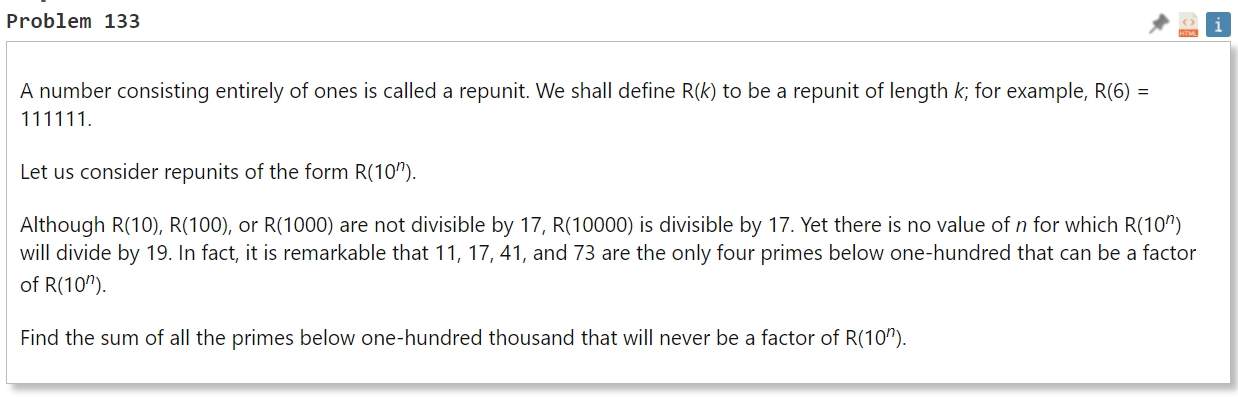 Problem 133
HTML
i
A number consisting entirely of ones is called a repunit. We shall define R(k) to be a repunit of length k; for example, R(6) =
111111.
Let us consider repunits of the form R(10ⁿ).
Although R(10), R(100), or R(1000) are not divisible by 17, R(10000) is divisible by 17. Yet there is no value of n for which R(10ⁿ)
will divide by 19. In fact, it is remarkable that 11, 17, 41, and 73 are the only four primes below one-hundred that can be a factor
of R(10ⁿ).
Find the sum of all the primes below one-hundred thousand that will never be a factor of R(10ⁿ).